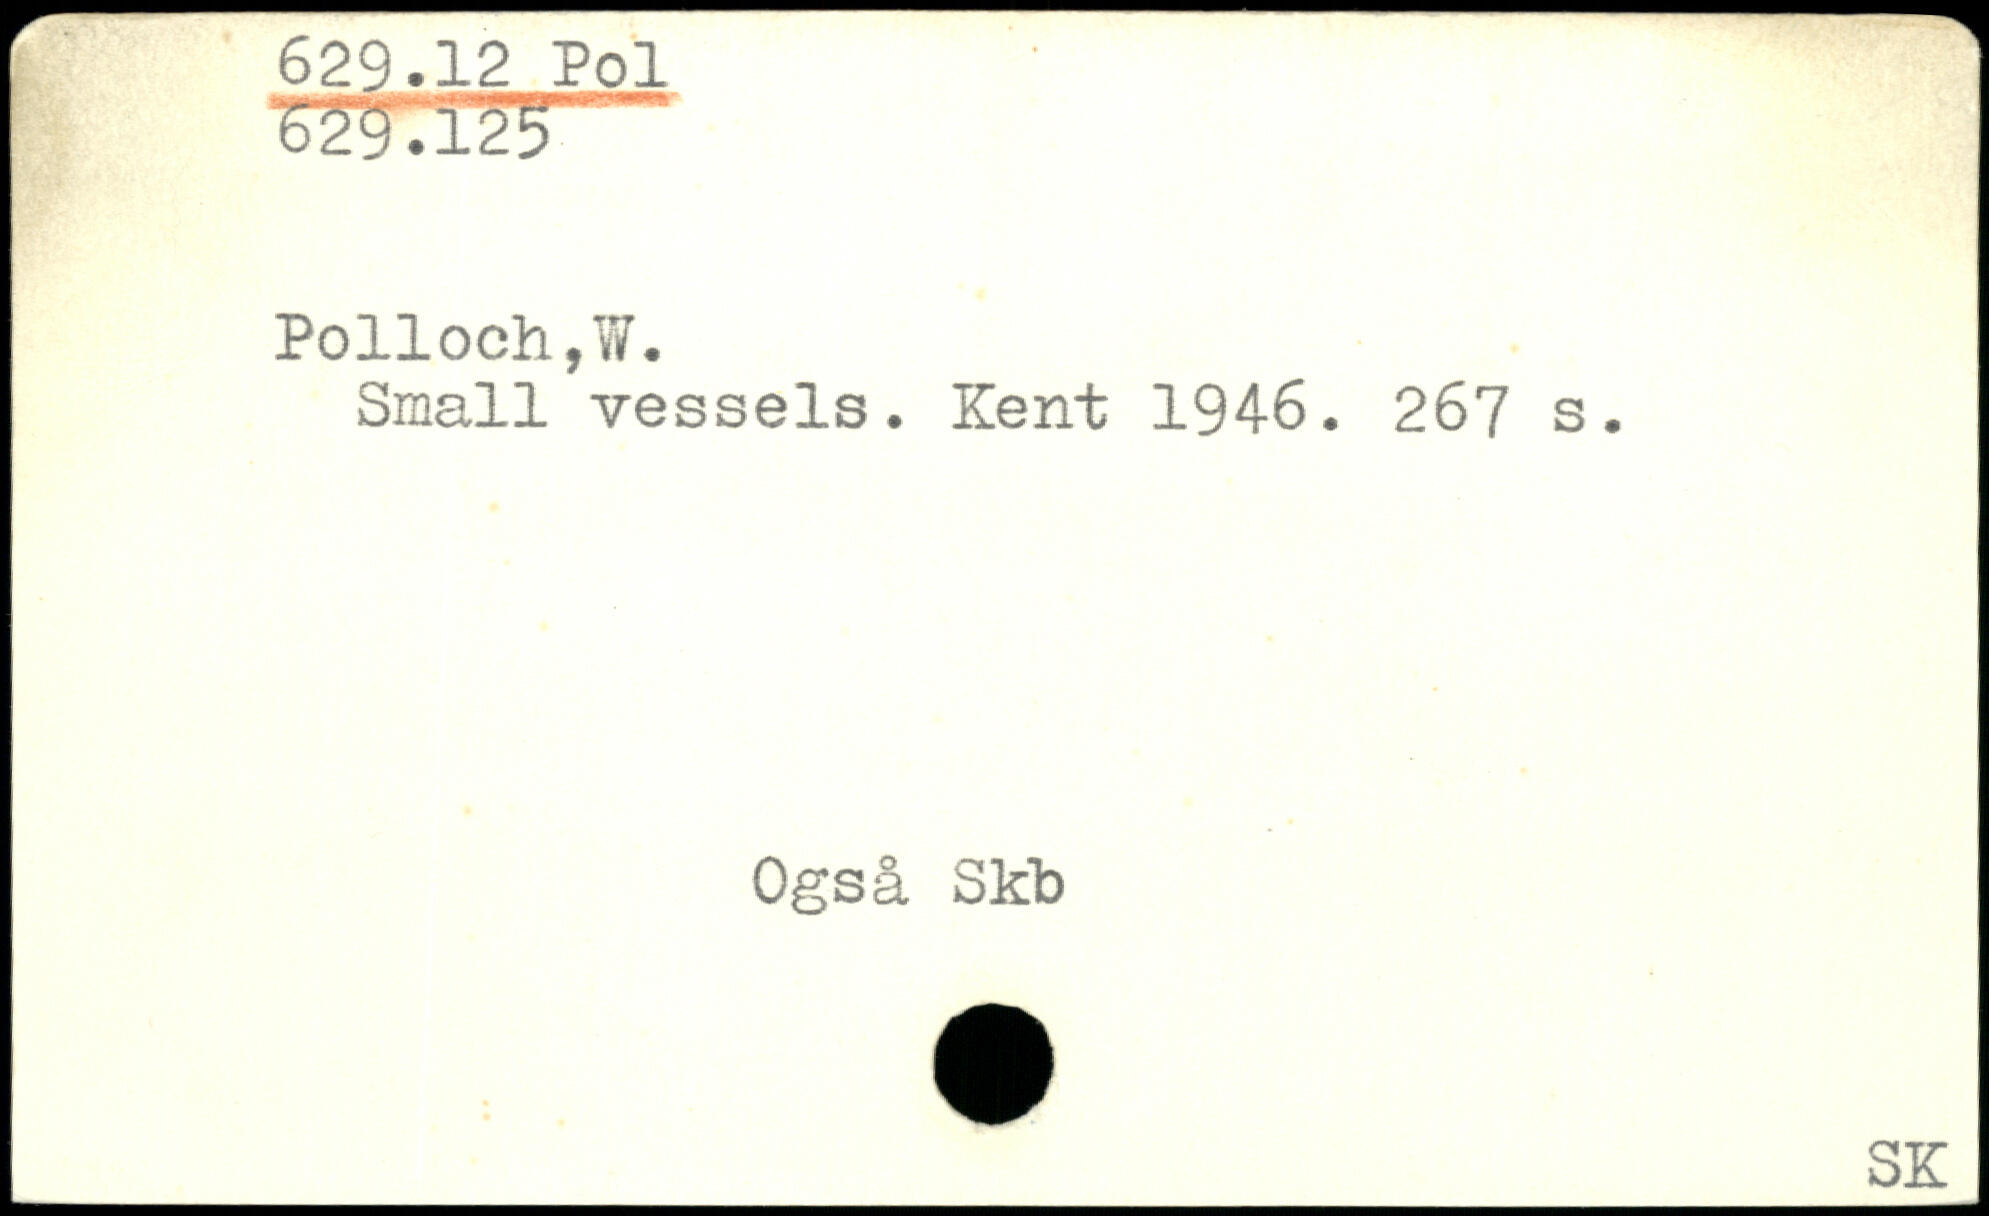 629.12 Pol
629.125
Polloch,W.
Small vessels. Kent 1946. 267 s.
Også Skb
SK